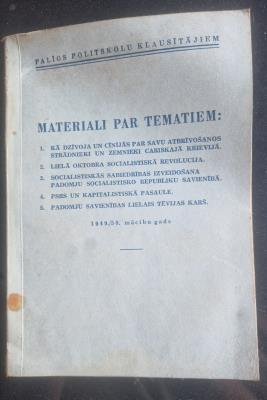 PALĪGS POLITSKOLU KLAUSĪTĀJIEM
MATERIALI PAR TEMATIEM:
1. KĀ DZĪVOJA UN CĪNIJĀS PAR SAVU ATBRĪVOŠANOS
STRĀDNIEKI UN ZEMNIEKI CARISKAJĀ KRIEVIJĀ.
2. LIELĀ OKTOBRA SOCIALISTISKĀ REVOLUCIJA.
3. SOCIALISTISKĀS SABIEDRĪBAS IZVEIDOŠANA
PADOMJU SOCIALISTISKO REPUBLIKU SAVIENĪBĀ.
4. PSRS UN KAPITALISTISKĀ PASAULE.
5. PADOMJU SAVIENĪBAS LIELAIS TĒVIJAS KARŠ.
1949/50. mācību gads